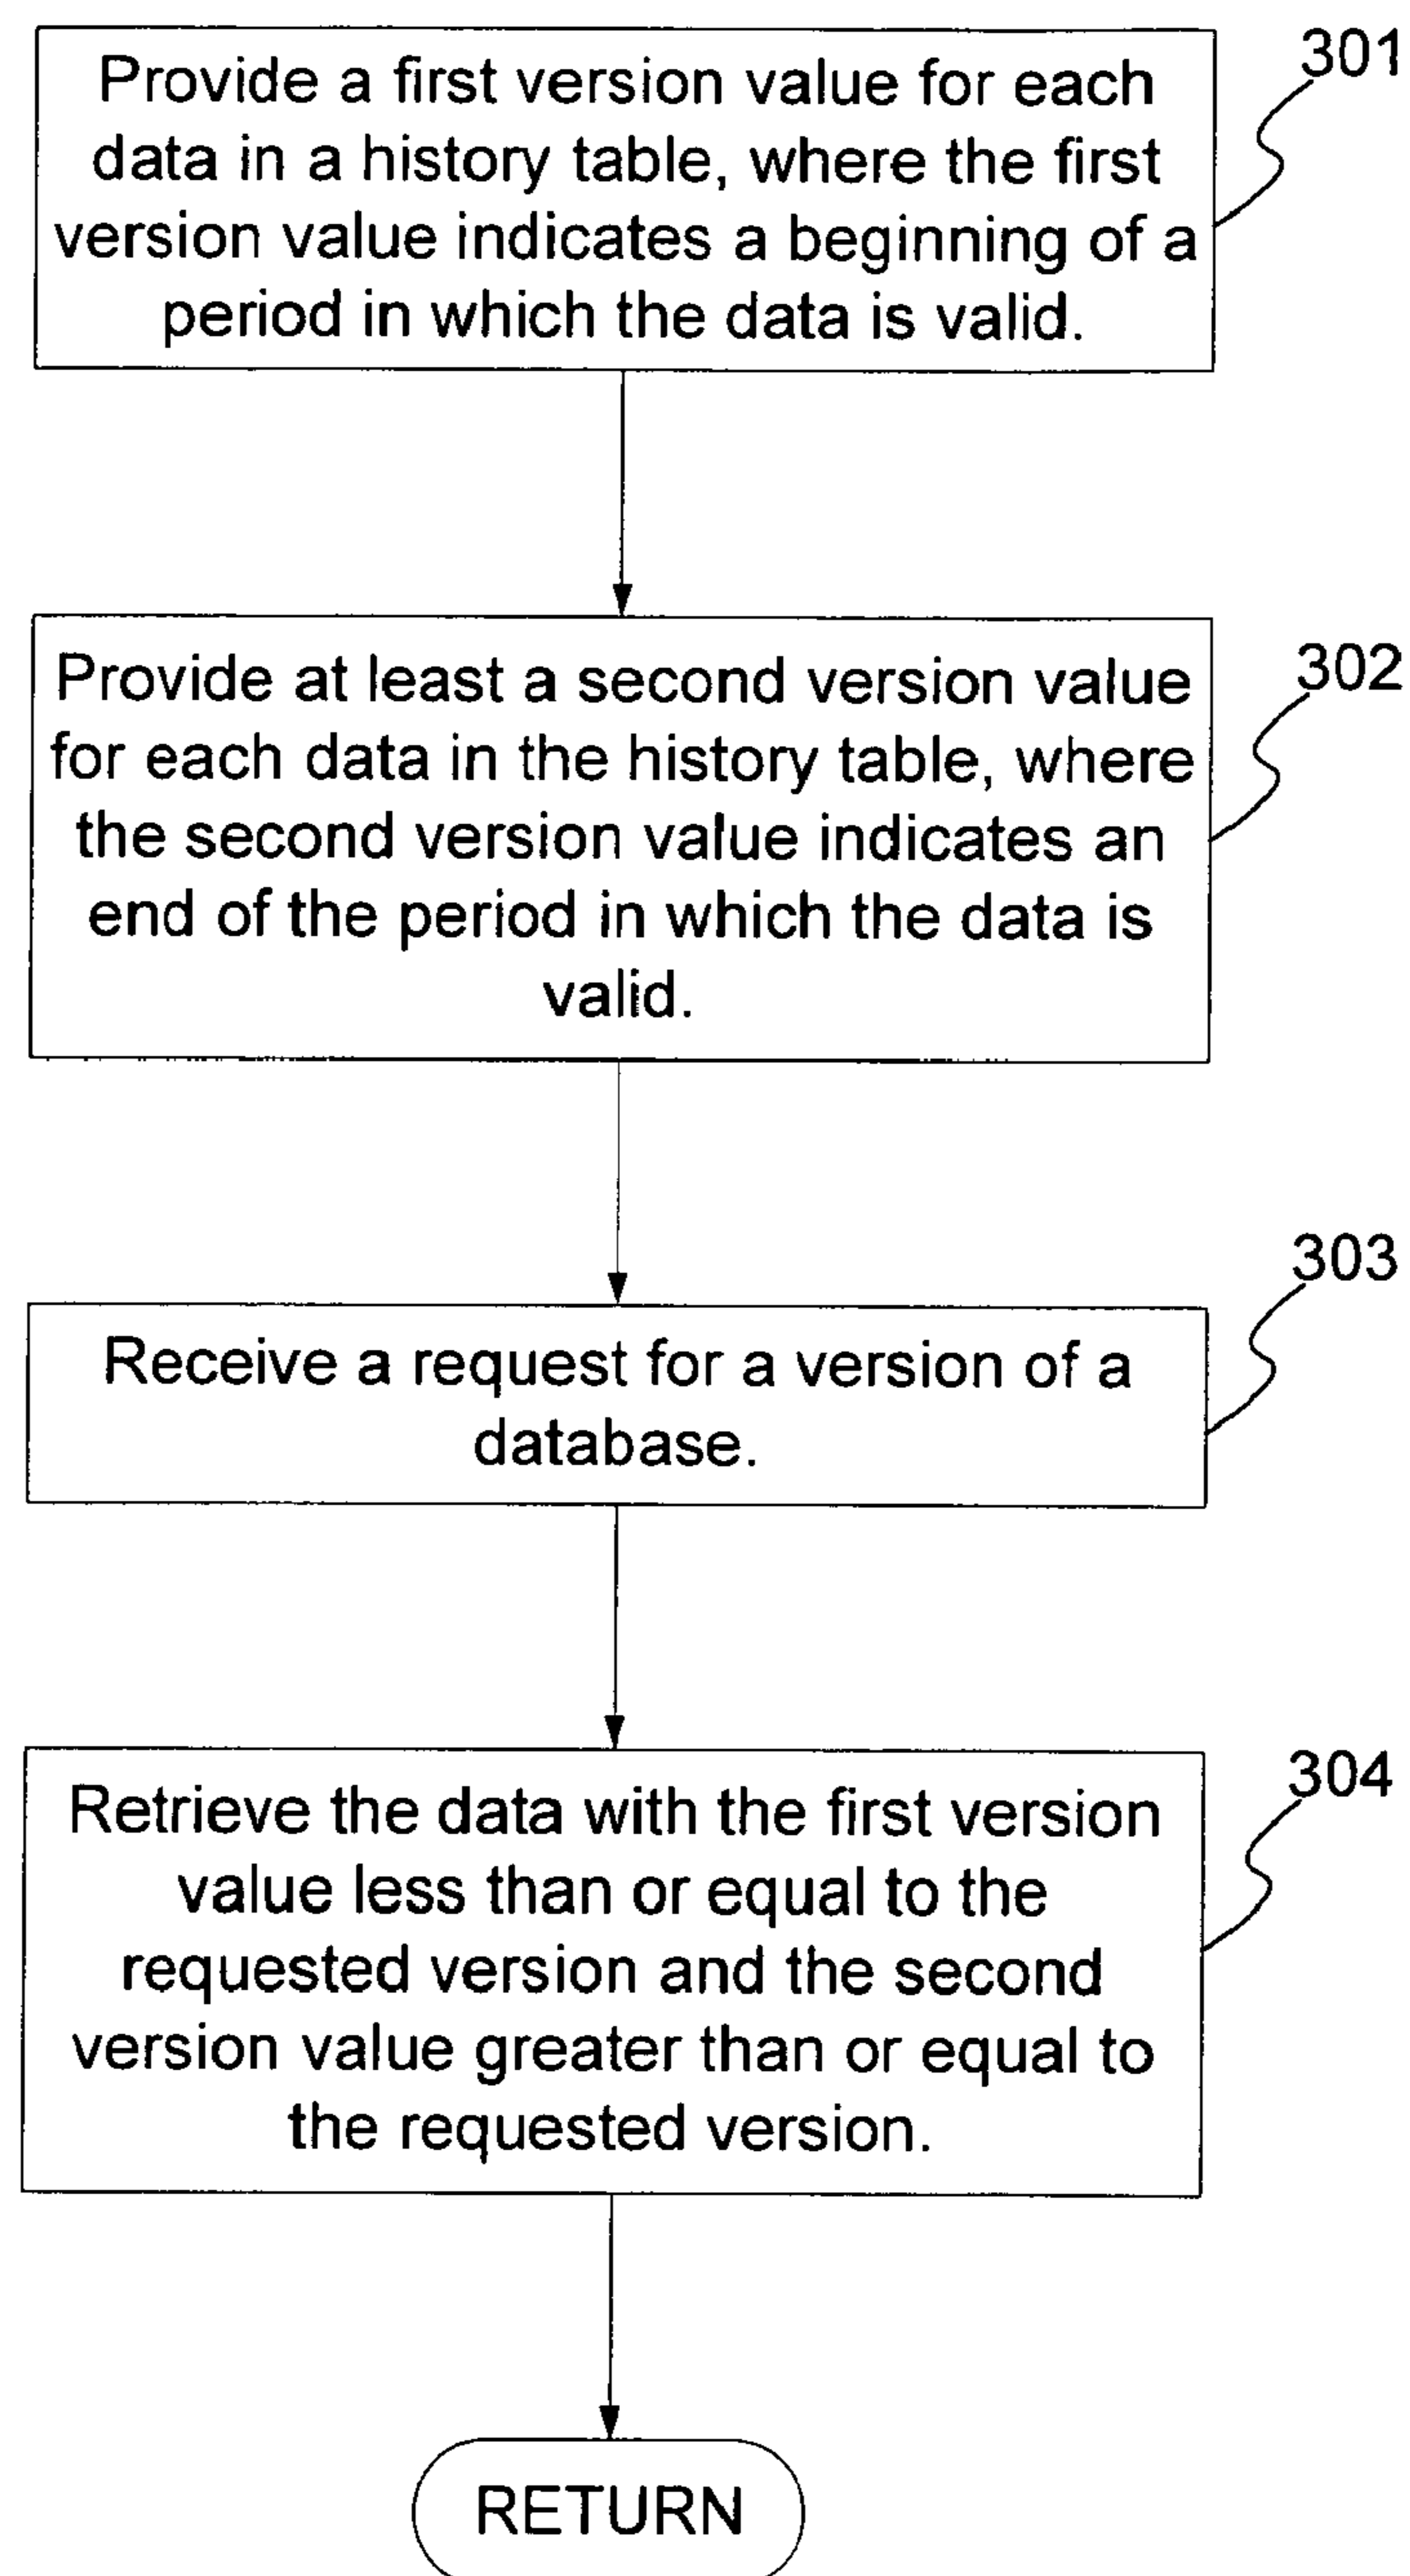 Provide a first version value for each
data in a history table, where the first
version value indicates a beginning of a
period in which the data is valid.
301
Provide at least a second version value
for each data in the history table, where
the second version value indicates an
end of the period in which the data is
valid.
302
Receive a request for a version of a
database.
303
Retrieve the data with the first version
value less than or equal to the
requested version and the second
version value greater than or equal to
the requested version.
304
RETURN